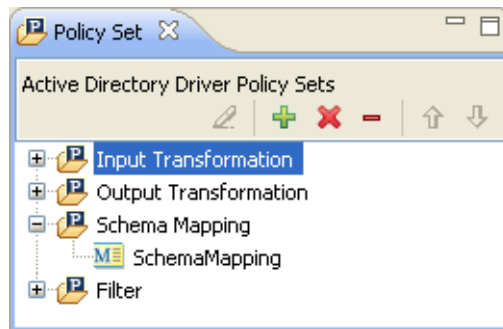 Policy Set
Active Directory Driver Policy Sets
Input Transformation
Output Transformation
Schema Mapping
SchemaMapping
Filter